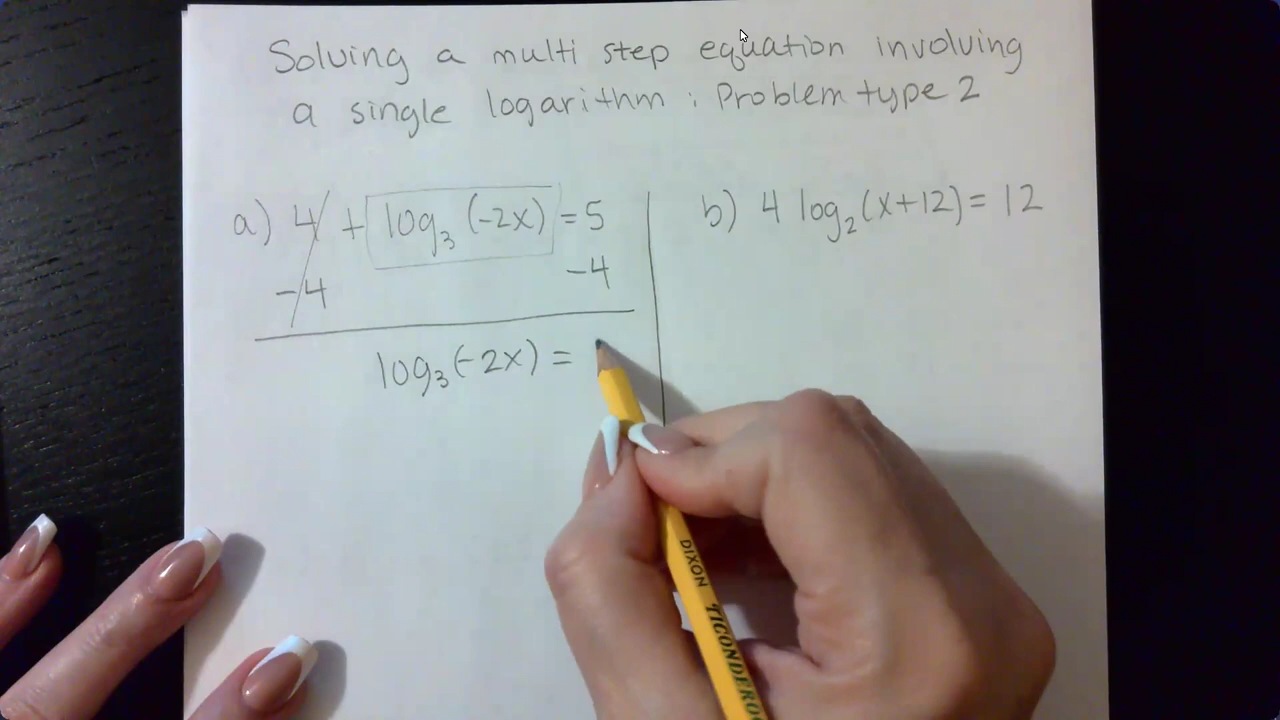 Solving a multi step equation involving
a single logarithm : Problem type 2
a) 4 + log₃ (-2x) = 5
-4 -4
log₃(-2x) =
b) 4 log₂(x+12) = 12
DIXON TICONDEROG